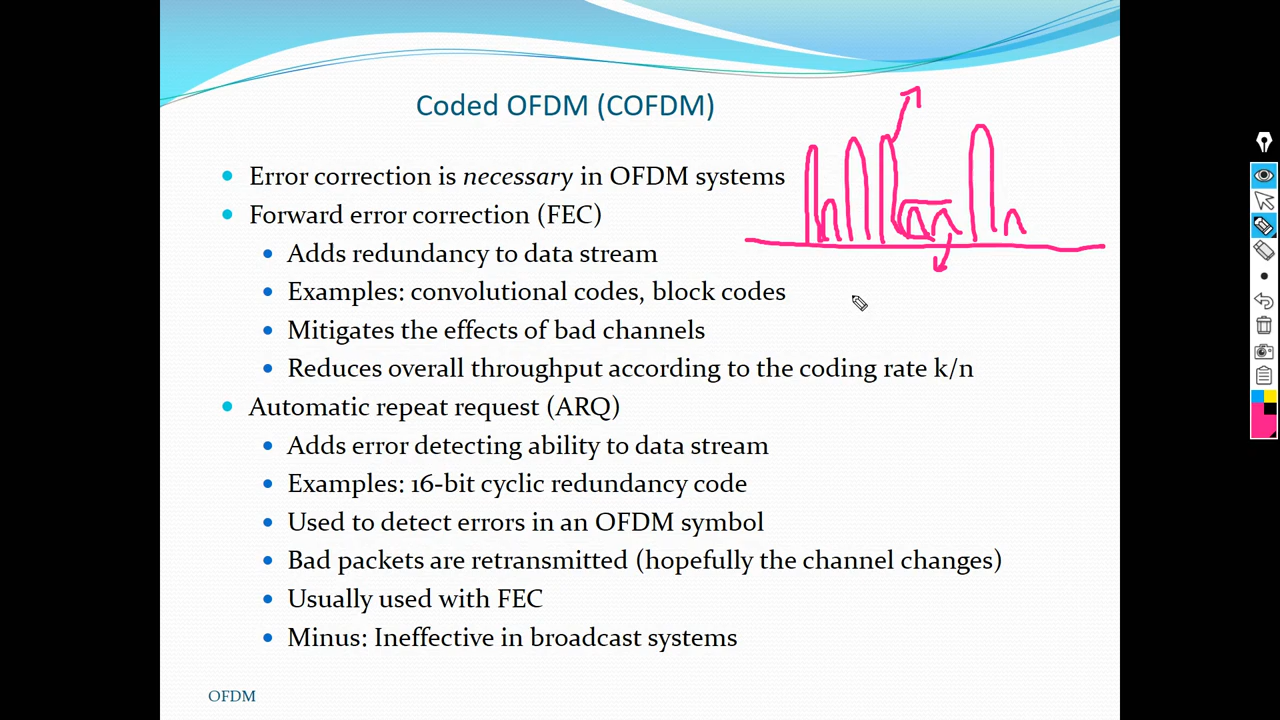 Coded OFDM (COFDM)
Error correction is necessary in OFDM systems
Forward error correction (FEC)
Adds redundancy to data stream
Examples: convolutional codes, block codes
Mitigates the effects of bad channels
Reduces overall throughput according to the coding rate k/n
Automatic repeat request (ARQ)
Adds error detecting ability to data stream
Examples: 16-bit cyclic redundancy code
Used to detect errors in an OFDM symbol
Bad packets are retransmitted (hopefully the channel changes)
Usually used with FEC
Minus: Ineffective in broadcast systems
OFDM